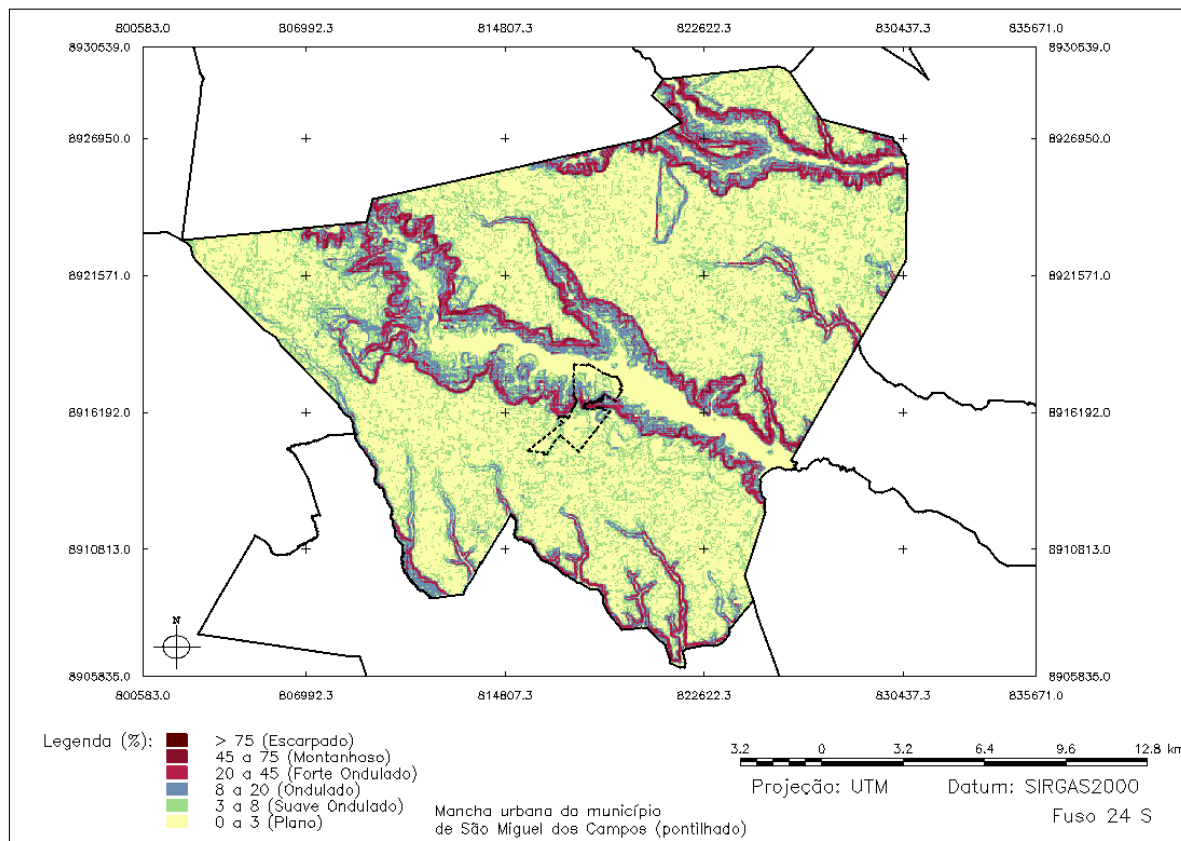 800583.0 806992.3 814807.3 822622.3 830437.3 835671.0
8930539.0 8930539.0
8926950.0 8926950.0
8921571.0 8921571.0
8916192.0 8916192.0
8910813.0 8910813.0
N
8905835.0 8905835.0
800583.0 806992.3 814807.3 822622.3 830437.3 835671.0
Legenda (%): > 75 (Escarpado)
45 a 75 (Montanhoso)
20 a 45 (Forte Ondulado)
8 a 20 (Ondulado)
3 a 8 (Suave Ondulado)
0 a 3 (Plano)
Mancha urbana da município
de São Miguel dos Campos (pontilhado)
3.2 0 3.2 6.4 9.6 12.8 km
Projeção: UTM Datum: SIRGAS2000
Fuso 24 S